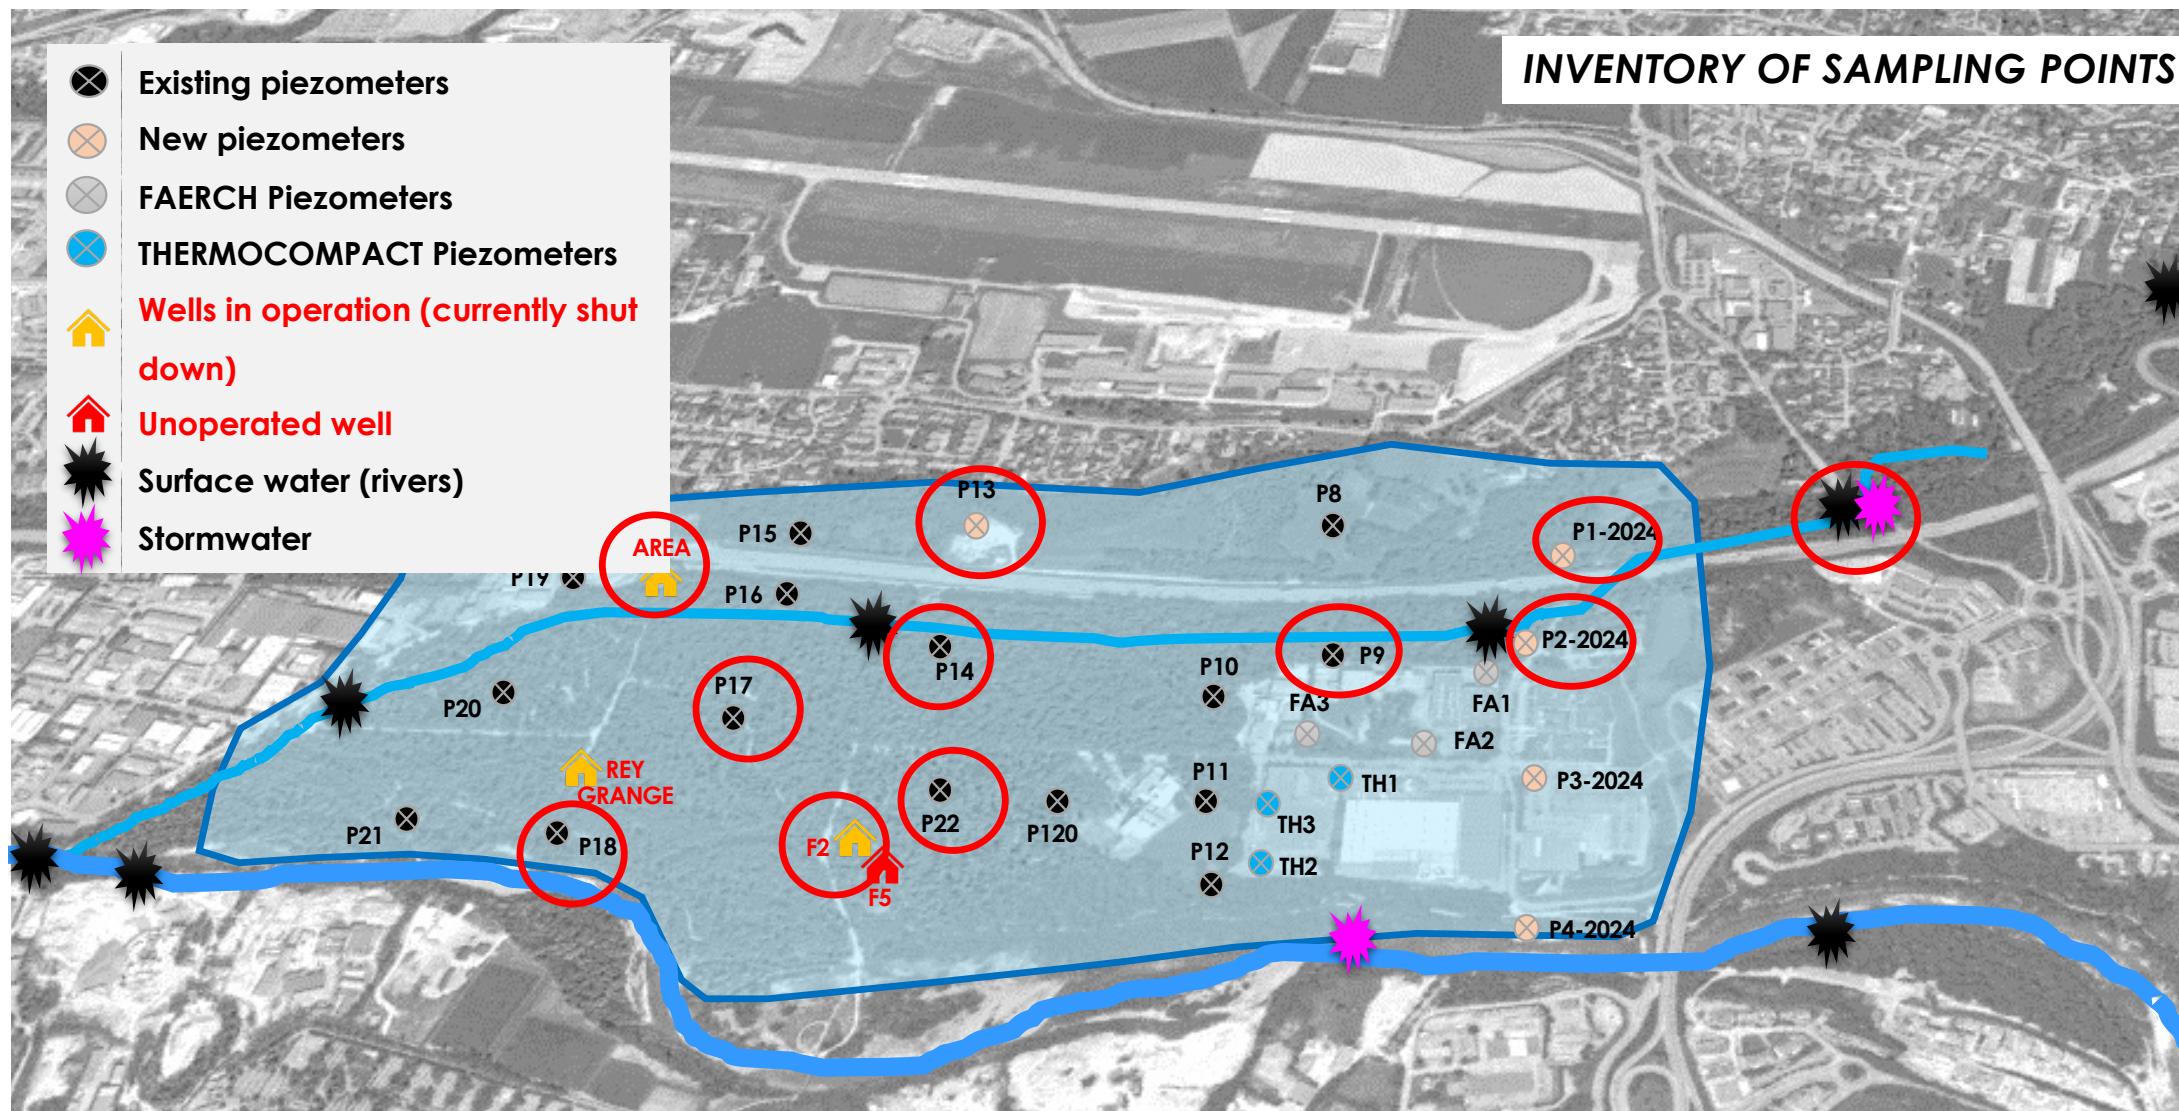 INVENTORY OF SAMPLING POINTS
Existing piezometers
New piezometers
FAERCH Piezometers
THERMOCOMPACT Piezometers
Wells in operation (currently shut
down)
Unoperated well
Surface water (rivers)
Stormwater
P13
P8
P15
P1-2024
AREA
P19
P16
P2-2024
P14
P9
P10
P17
P20
FA3
FA1
FA2
REY
GRANGE
P11
TH1
P3-2024
P22
P120
TH3
P21
P18
F2
P12
TH2
F5
P4-2024